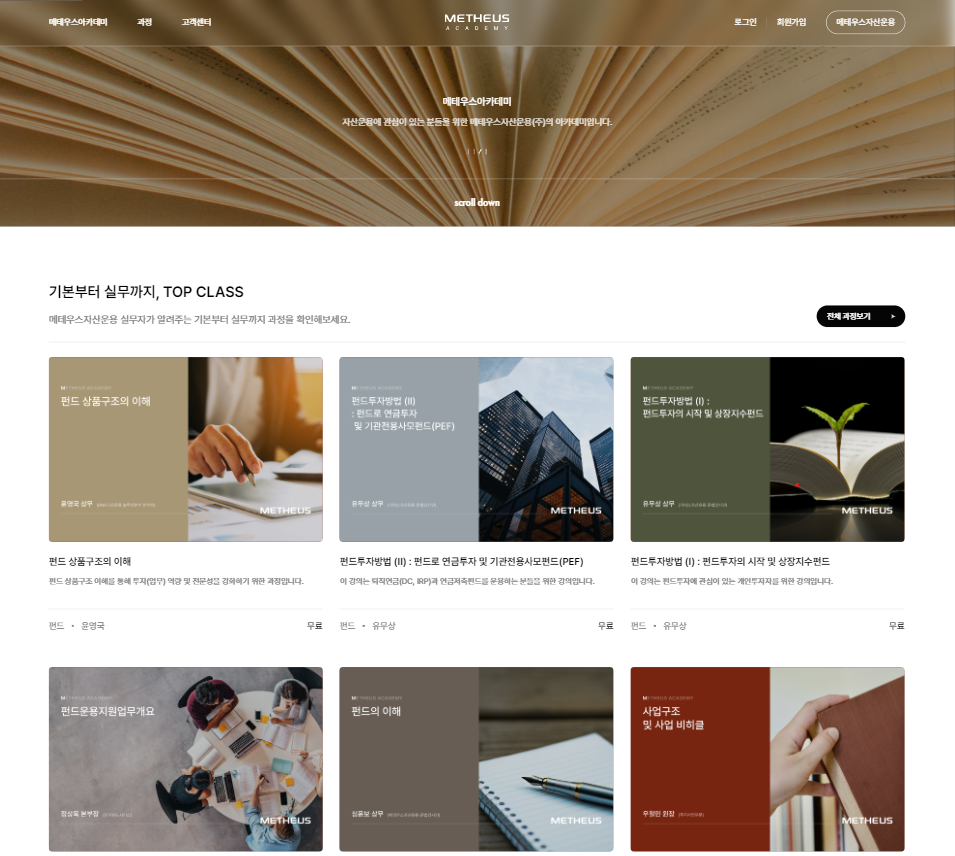 메테우스아카데미 과정 고객센터
METHEUS
ACADEMY
로그인 회원가입 메테우스자산운용
메테우스아카데미
자산운용에 관심이 있는 분들을 위한 메테우스자산운용(주)의 아카데미입니다.
scroll down
기본부터 실무까지, TOP CLASS
메테우스자산운용 실무자가 알려주는 기본부터 실무까지 과정을 확인해보세요.
전체 과정보기 ▸
METHEUS ACADEMY
펀드 상품구조의 이해
윤영국 상무
METHEUS
METHEUS ACADEMY
펀드투자방법 (II)
: 펀드로 연금투자
및 기관전용사모펀드(PEF)
유무상 상무
METHEUS
METHEUS ACADEMY
펀드투자방법 (I) :
펀드투자의 시작 및 상장지수펀드
유무상 상무
METHEUS
펀드 상품구조의 이해
펀드 상품구조 이해를 통해 투자(업무) 역량 및 전문성을 강화하기 위한 과정입니다.
펀드 • 윤영국 무료
펀드투자방법 (II) : 펀드로 연금투자 및 기관전용사모펀드(PEF)
이 강의는 퇴직연금(DC, IRP)과 연금저축펀드를 운용하는 분들을 위한 강의입니다.
펀드 • 유무상 무료
펀드투자방법 (I) : 펀드투자의 시작 및 상장지수펀드
이 강의는 펀드투자에 관심이 있는 개인투자자를 위한 강의입니다.
펀드 • 유무상 무료
METHEUS ACADEMY
펀드운용지원업무개요
정상욱 본부장
METHEUS
METHEUS ACADEMY
펀드의 이해
심훈보 상무
METHEUS
METHEUS ACADEMY
사업구조
및 사업 비히클
우철민 원장
METHEUS